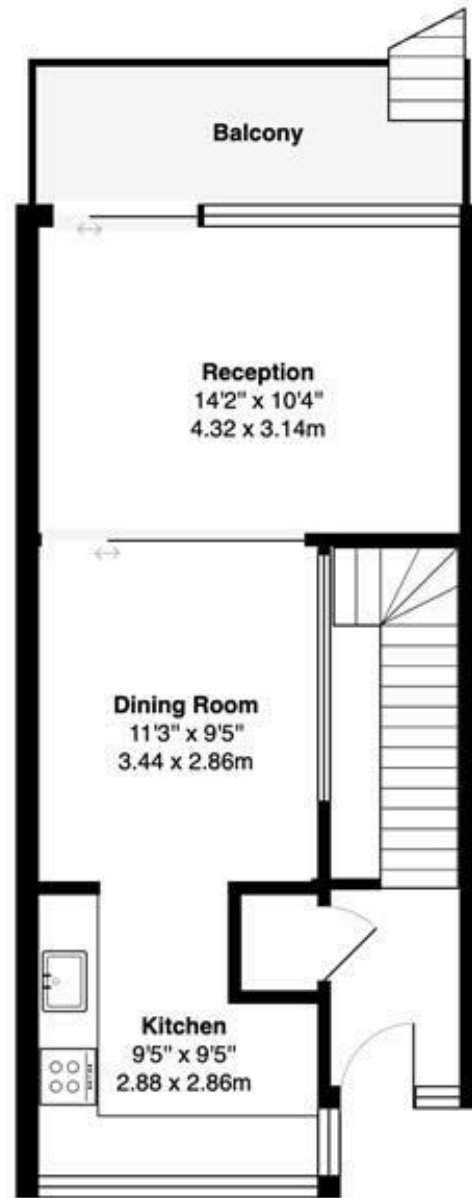 Balcony
Reception
14'2" x 10'4"
4.32 x 3.14m
Dining Room
11'3" x 9'5"
3.44 x 2.86m
Kitchen
9'5" x 9'5"
2.88 x 2.86m